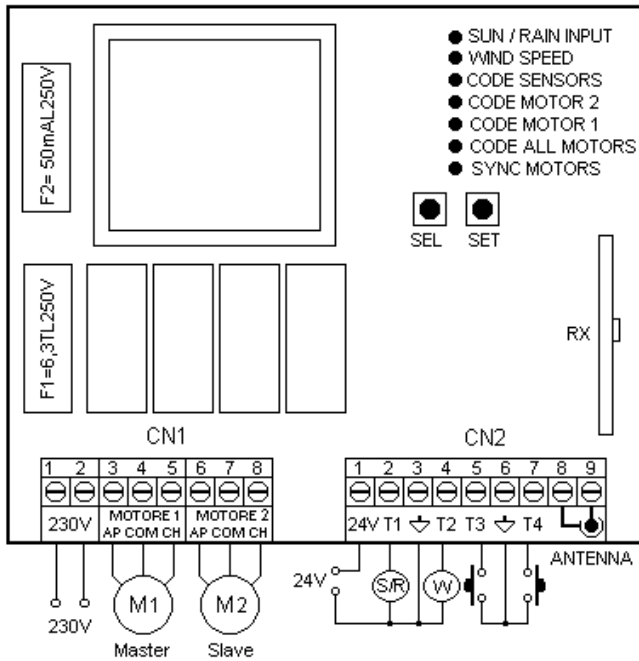 SUN / RAIN INPUT
WIND SPEED
CODE SENSORS
CODE MOTOR 2
CODE MOTOR 1
CODE ALL MOTORS
SYNC MOTORS
F2= 50mAL250V
SEL SET
F1=6,3TL250V
RX
CN1 CN2
1 2 3 4 5 6 7 8 1 2 3 4 5 6 7 8 9
230V MOTORE 1 MOTORE 2 24V T1 T2 T3 T4
AP COM CH AP COM CH
ANTENNA
24V S/R W
M1 M2
230V
Master Slave